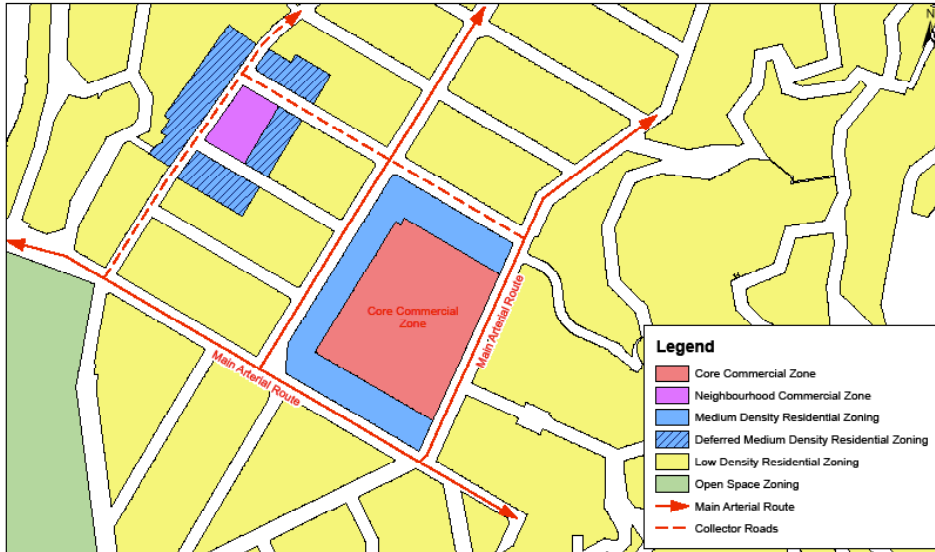 N
Core Commercial
Zone
Main Arterial Route
Main Arterial Route
Legend
Core Commercial Zone
Neighbourhood Commercial Zone
Medium Density Residential Zoning
Deferred Medium Density Residential Zoning
Low Density Residential Zoning
Open Space Zoning
Main Arterial Route
Collector Roads